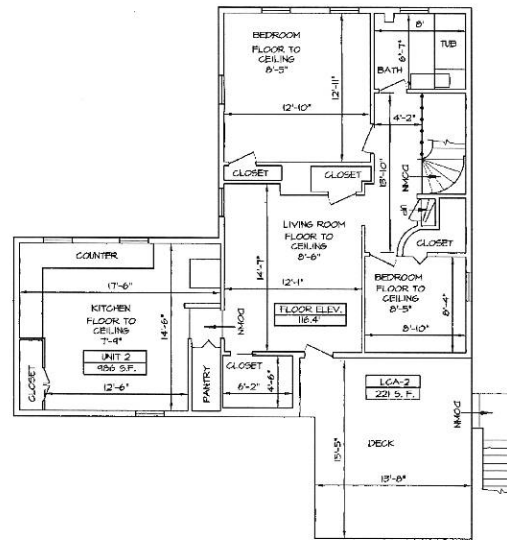 BEDROOM
FLOOR TO
CEILING
8'-5"
12'-11"
12'-10"
8'
6'-7"
TUB
BATH
4'-2"
13'-10"
DOWN
UP
CLOSET
CLOSET
CLOSET
LIVING ROOM
FLOOR TO
CEILING
8'-6"
14'-7"
12'-1"
FLOOR ELEV.
118.4'
BEDROOM
FLOOR TO
CEILING
8'-5"
8'-4"
8'-10"
COUNTER
17'-6"
KITCHEN
FLOOR TO
CEILING
7'-9"
14'-6"
UNIT 2
986 S.F.
12'-6"
CLOSET
DOWN
PANTRY
CLOSET
6'-2"
4'-6"
LCA-2
221 S. F.
DOWN
DECK
15'-5"
13'-8"